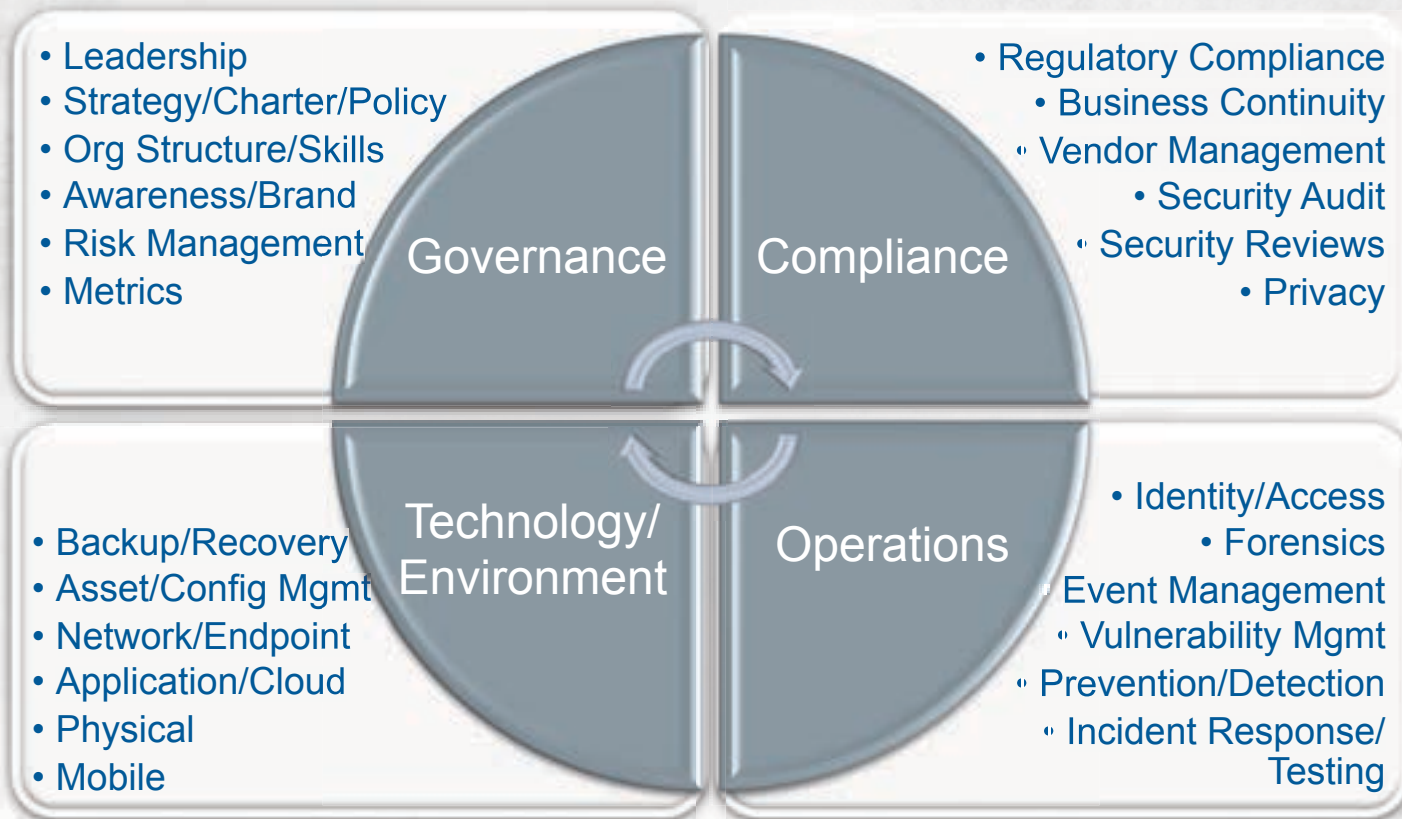 • Leadership
• Strategy/Charter/Policy
• Org Structure/Skills
• Awareness/Brand
• Risk Management
• Metrics
Governance
Compliance
• Regulatory Compliance
• Business Continuity
• Vendor Management
• Security Audit
• Security Reviews
• Privacy
• Backup/Recovery
• Asset/Config Mgmt
• Network/Endpoint
• Application/Cloud
• Physical
• Mobile
Technology/
Environment
Operations
• Identity/Access
• Forensics
• Event Management
• Vulnerability Mgmt
• Prevention/Detection
• Incident Response/
Testing